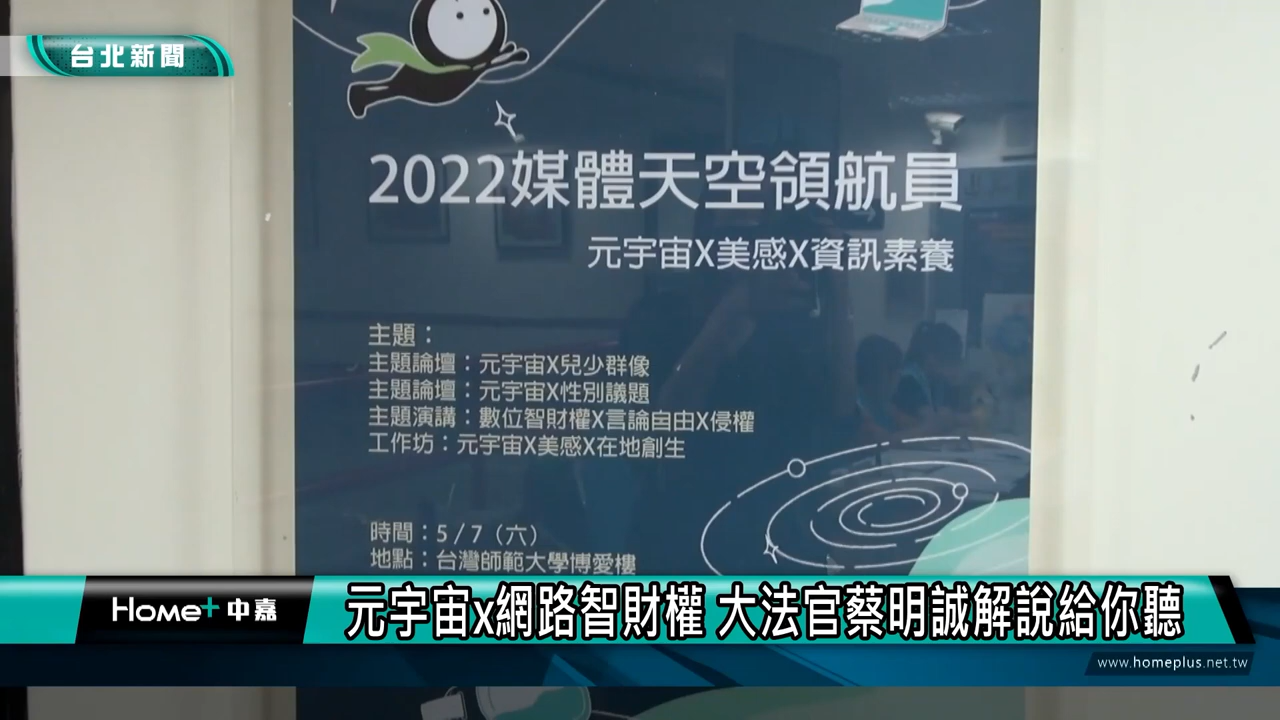 台北新聞
2022媒體天空領航員
元宇宙X美感X資訊素養
主題：
主題論壇：元宇宙X兒少群像
主題論壇：元宇宙X性別議題
主題演講：數位智財權X言論自由X侵權
工作坊：元宇宙X美感X在地創生
時間：5/7（六）
地點：台灣師範大學博愛樓
Home+中嘉
元宇宙x網路智財權 大法官蔡明誠解說給你聽
www.homeplus.net.tw